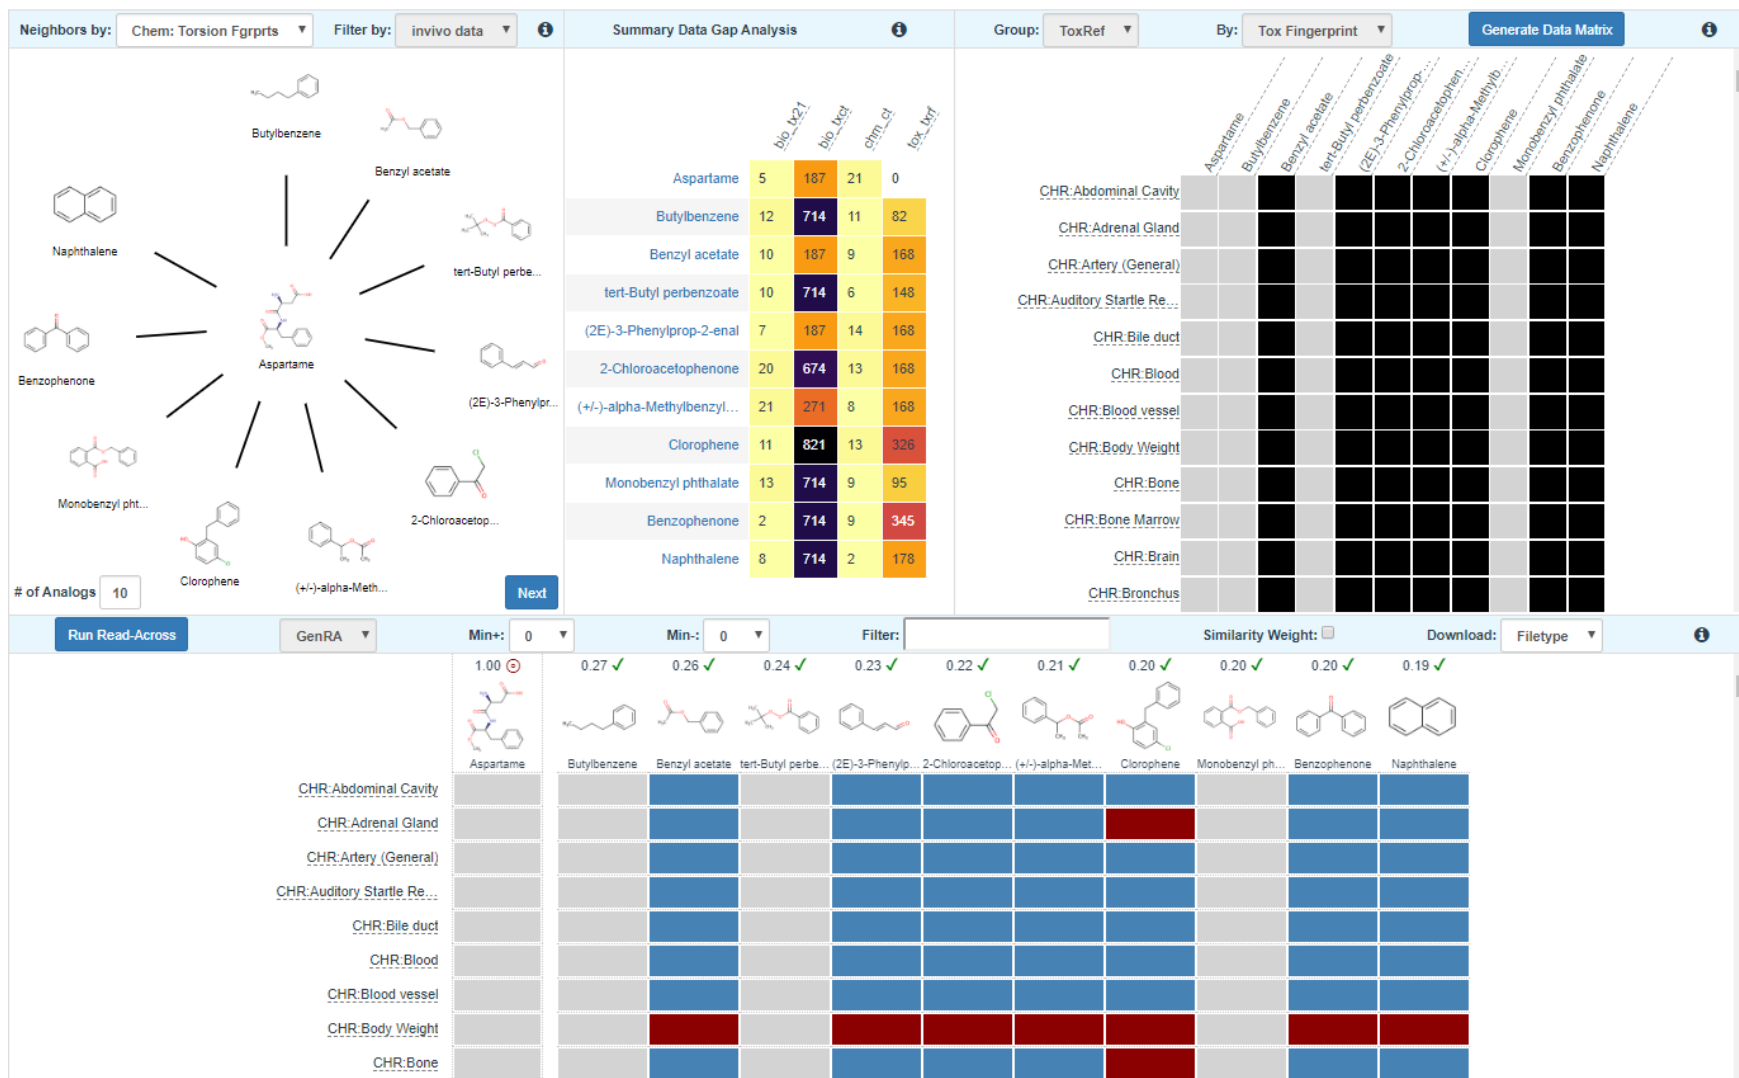 Neighbors by: Chem: Torsion Fgrprts Filter by: invivo data
Summary Data Gap Analysis
Group: ToxRef By: Tox Fingerprint Generate Data Matrix
Butylbenzene
Benzyl acetate
Naphthalene
tert-Butyl perbe...
Aspartame
Benzophenone
(2E)-3-Phenylpr...
Monobenzyl pht...
2-Chloroacetop...
Clorophene
(+/-)-alpha-Meth...
# of Analogs 10
Next
bio_tx21 bio_txct chm_ct tox_txrf
Aspartame 5 187 21 0
Butylbenzene 12 714 11 82
Benzyl acetate 10 187 9 168
tert-Butyl perbenzoate 10 714 6 148
(2E)-3-Phenylprop-2-enal 7 187 14 168
2-Chloroacetophenone 20 674 13 168
(+/-)-alpha-Methylbenzyl... 21 271 8 168
Clorophene 11 821 13 326
Monobenzyl phthalate 13 714 9 95
Benzophenone 2 714 9 345
Naphthalene 8 714 2 178
Aspartame Butylbenzene Benzyl acetate tert-Butyl perbenzoate (2E)-3-Phenylprop-... 2-Chloroacetophen... (+/-)-alpha-Methylb... Clorophene Monobenzyl phthalate Benzophenone Naphthalene
CHR:Abdominal Cavity
CHR:Adrenal Gland
CHR:Artery (General)
CHR:Auditory Startle Re...
CHR:Bile duct
CHR:Blood
CHR:Blood vessel
CHR:Body Weight
CHR:Bone
CHR:Bone Marrow
CHR:Brain
CHR:Bronchus
Run Read-Across GenRA Min+: 0 Min-: 0 Filter: Similarity Weight: Download: Filetype
1.00 0.27 0.26 0.24 0.23 0.22 0.21 0.20 0.20 0.20 0.19
Aspartame Butylbenzene Benzyl acetate tert-Butyl perbe... (2E)-3-Phenylp... 2-Chloroacetop... (+/-)-alpha-Met... Clorophene Monobenzyl ph... Benzophenone Naphthalene
CHR:Abdominal Cavity
CHR:Adrenal Gland
CHR:Artery (General)
CHR:Auditory Startle Re...
CHR:Bile duct
CHR:Blood
CHR:Blood vessel
CHR:Body Weight
CHR:Bone